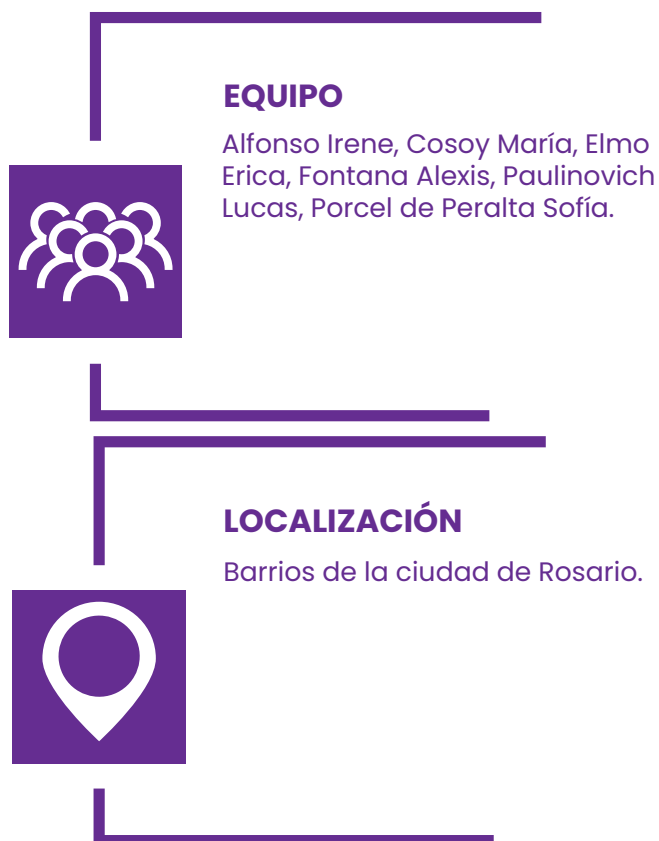 EQUIPO
Alfonso Irene, Cosoy María, Elmo
Erica, Fontana Alexis, Paulinovich
Lucas, Porcel de Peralta Sofía.
LOCALIZACIÓN
Barrios de la ciudad de Rosario.